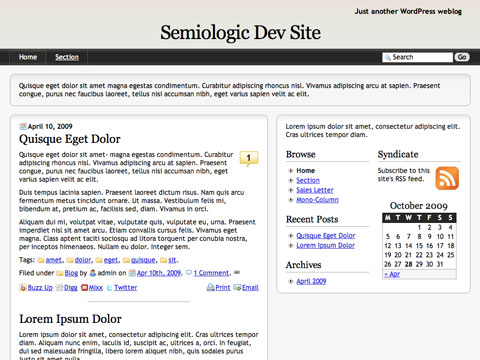 Just another WordPress weblog
Semiologic Dev Site
Home Section Search Go
Quisque eget dolor sit amet magna egestas condimentum. Curabitur adipiscing rhoncus nisl. Vivamus adipiscing arcu at sapien. Praesent
congue, purus nec faucibus laoreet, tellus nisi accumsan nibh, eget varius sapien velit ac elit.
April 10, 2009
Quisque Eget Dolor
1
Quisque eget dolor sit amet- magna egestas condimentum. Curabitur
adipiscing rhoncus nisl. Vivamus adipiscing arcu at sapien. Praesent
congue, purus nec faucibus laoreet, tellus nisi accumsan nibh, eget
varius sapien velit ac elit.
Duis tempus lacinia sapien. Praesent laoreet dictum risus. Nam quis arcu
fermentum metus tincidunt ornare. Ut massa. Vestibulum felis mi,
bibendum at, pretium ac, facilisis sed, diam. Vivamus in orci.
Aliquam dui mi, volutpat vitae, vulputate quis, vulputate eu, urna. Praesent
imperdiet nisi sit amet arcu. Etiam convallis cursus felis. Vivamus eget
magna. Class aptent taciti sociosqu ad litora torquent per conubia nostra,
per inceptos himenaeos. Nullam eu dolor. Integer sem.
Tags: amet, dolor, eget, quisque, sit.
Filed under Blog by admin on Apr 10th, 2009. 1 Comment.
Buzz Up Digg Mixx Twitter Print Email
Lorem Ipsum Dolor
Lorem ipsum dolor sit amet, consectetur adipiscing elit. Cras ultrices
tempor diam. Aliquam nunc enim, iaculis id, suscipit ac, ultrices a, orci. In feugiat,
dui sed malesuada fringilla, libero lorem aliquet nibh, quis sodales purus
justo sit amet nulla.
Lorem ipsum dolor sit amet, consectetur adipiscing elit.
Cras ultrices tempor diam.
Browse
Home
Section
Sales Letter
Mono-Column
Recent Posts
Quisque Eget Dolor
Lorem Ipsum Dolor
Archives
April 2009
Syndicate
Subscribe to this
site's RSS feed.
October 2009
M T W T F S S
1 2 3 4
5 6 7 8 9 10 11
12 13 14 15 16 17 18
19 20 21 22 23 24 25
26 27 28 29 30 31
« Apr